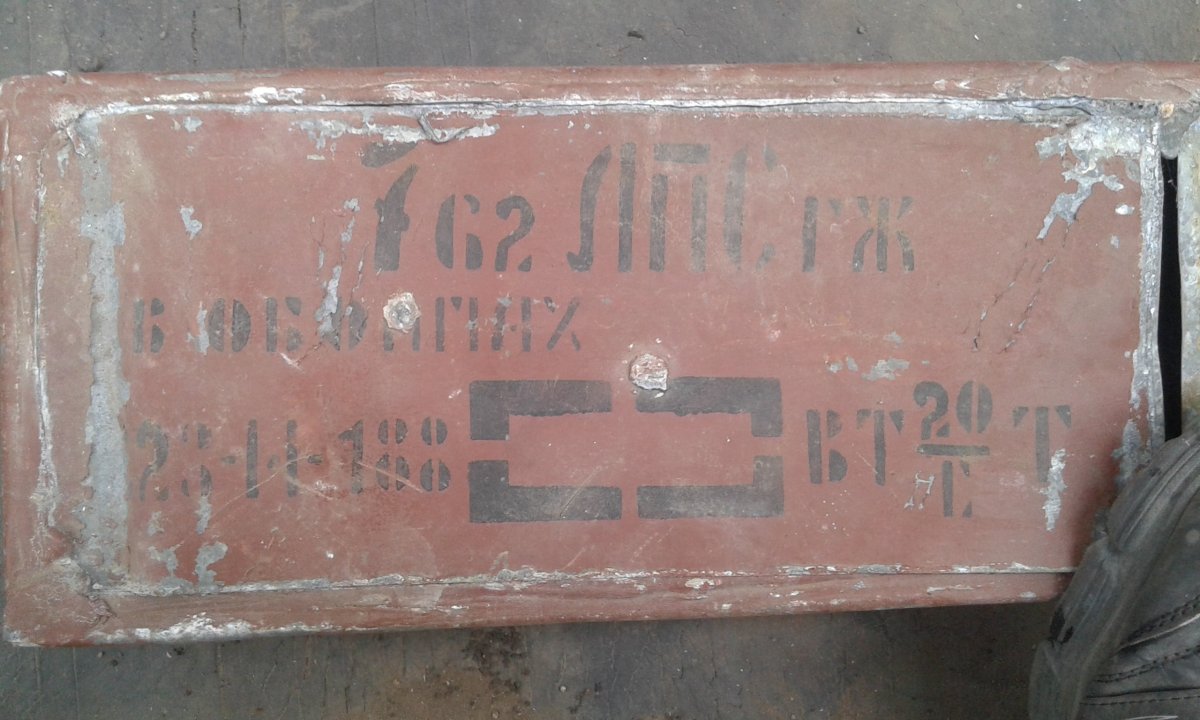 7,62 ЛПС ГЖ
В ОБОЙМАХ
23-11-188 ВТ 20/Е Т